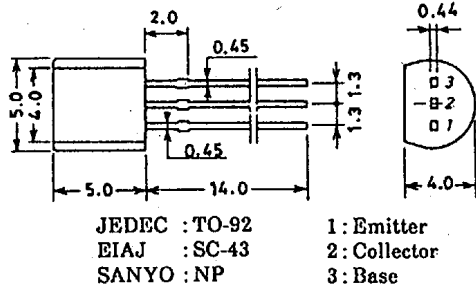 2.0
0.44
0.45
5.0
4.0
1.3
1.3
3
2
1
0.45
5.0
14.0
4.0
JEDEC : TO-92
EIAJ : SC-43
SANYO : NP
1 : Emitter
2 : Collector
3 : Base